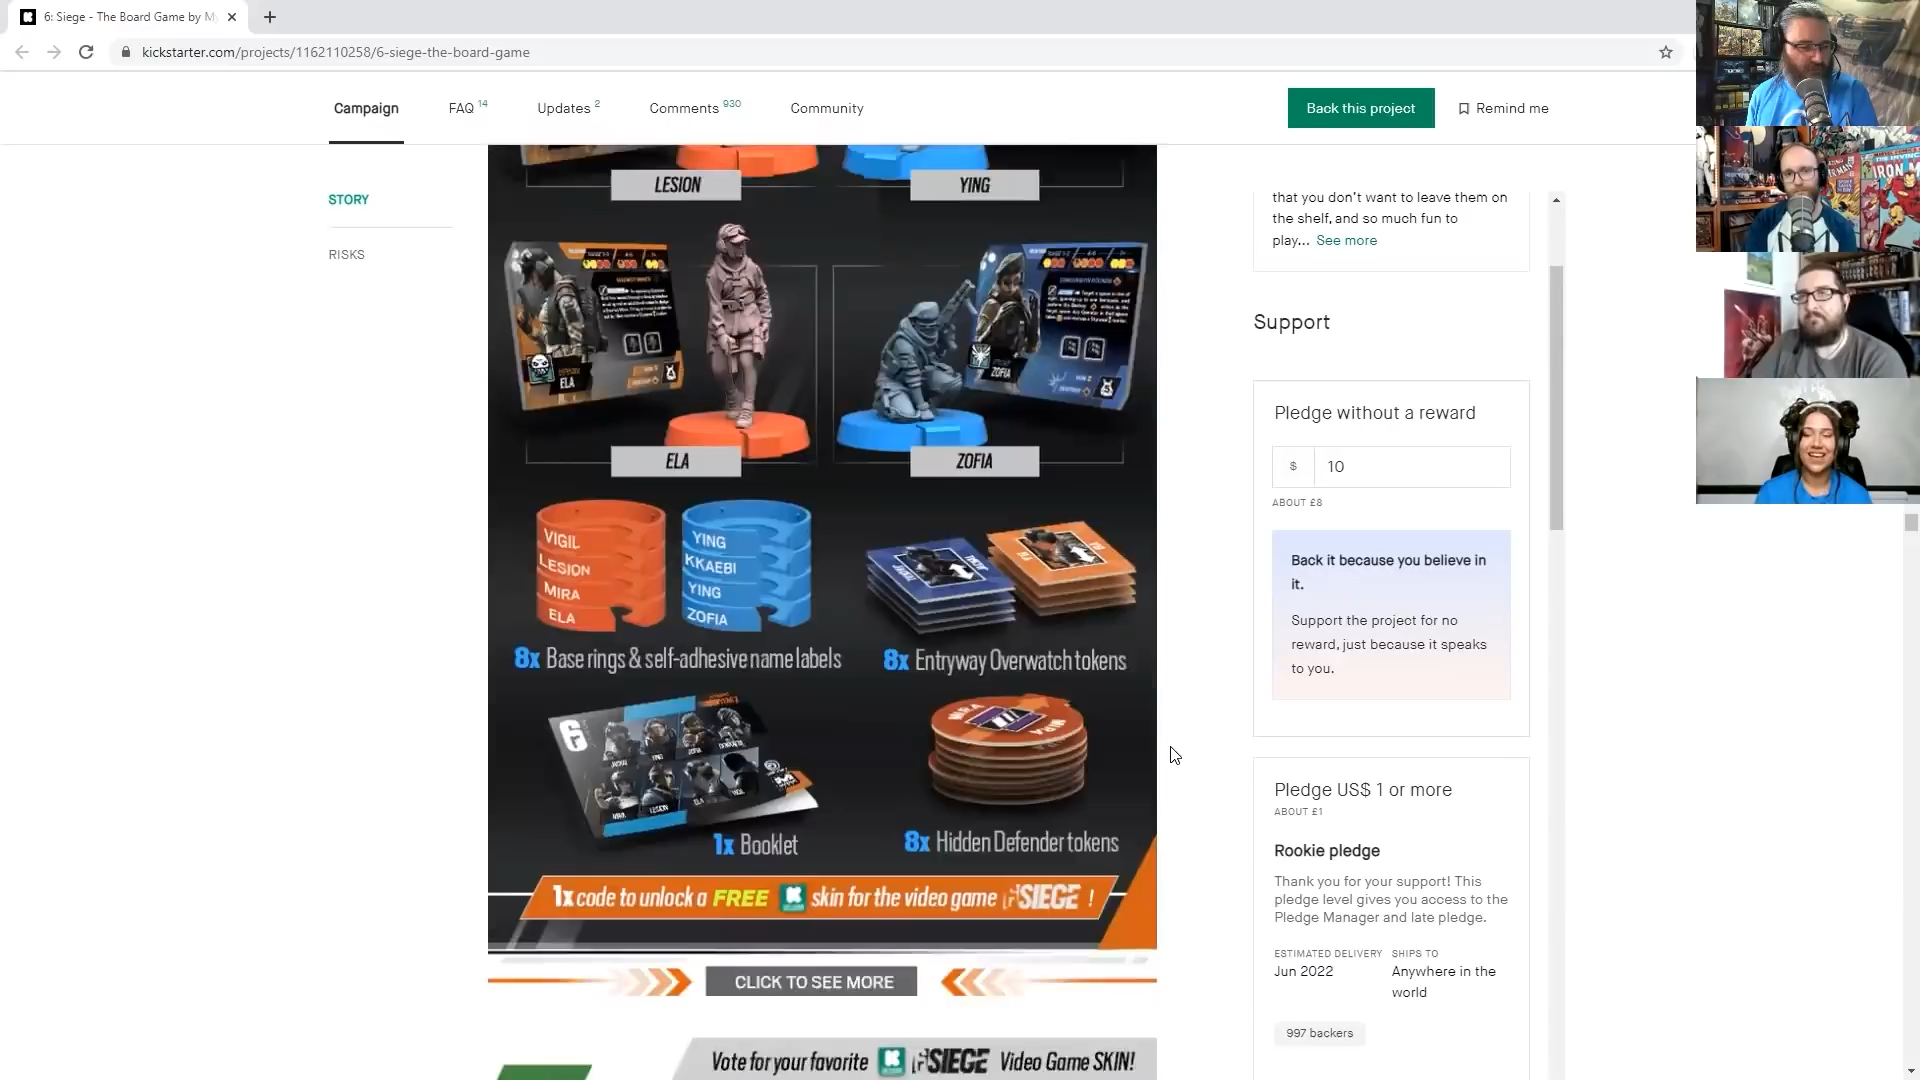 6: Siege - The Board Game by My
kickstarter.com/projects/1162110258/6-siege-the-board-game
Campaign
FAQ 14
Updates 2
Comments 930
Community
Back this project
Remind me
STORY
RISKS
LESION
YING
ELA
ZOFIA
ELA
ZOFIA
VIGIL
LESION
MIRA
ELA
YING
KKAEBI
YING
ZOFIA
8x Base rings & self-adhesive name labels
8x Entryway Overwatch tokens
6
MIRA
1x Booklet
8x Hidden Defender tokens
1x code to unlock a FREE skin for the video game SIEGE !
CLICK TO SEE MORE
Vote for your favorite SIEGE Video Game SKIN!
that you don't want to leave them on
the shelf, and so much fun to
play... See more
Support
Pledge without a reward
$ 10
ABOUT £8
Back it because you believe in
it.
Support the project for no
reward, just because it speaks
to you.
Pledge US$ 1 or more
ABOUT £1
Rookie pledge
Thank you for your support! This
pledge level gives you access to the
Pledge Manager and late pledge.
ESTIMATED DELIVERY
Jun 2022
SHIPS TO
Anywhere in the
world
997 backers
IRON M